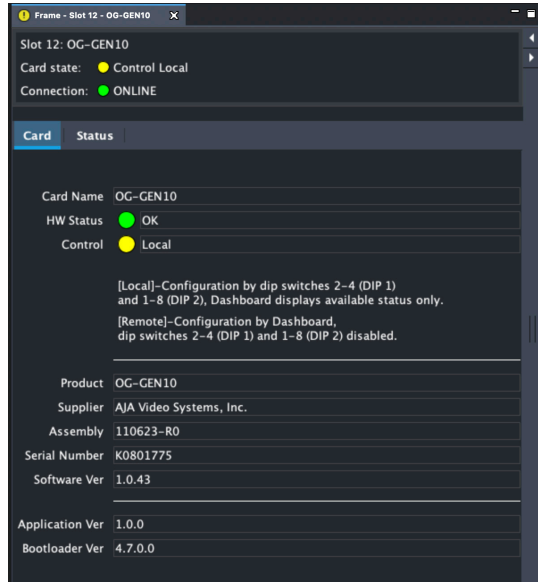 Frame - Slot 12 - OG-GEN10
Slot 12: OG-GEN10
Card state: Control Local
Connection: ONLINE
Card Status
Card Name OG-GEN10
HW Status OK
Control Local
[Local]-Configuration by dip switches 2-4 (DIP 1)
and 1-8 (DIP 2), Dashboard displays available status only.
[Remote]-Configuration by Dashboard,
dip switches 2-4 (DIP 1) and 1-8 (DIP 2) disabled.
Product OG-GEN10
Supplier AJA Video Systems, Inc.
Assembly 110623-R0
Serial Number K0801775
Software Ver 1.0.43
Application Ver 1.0.0
Bootloader Ver 4.7.0.0